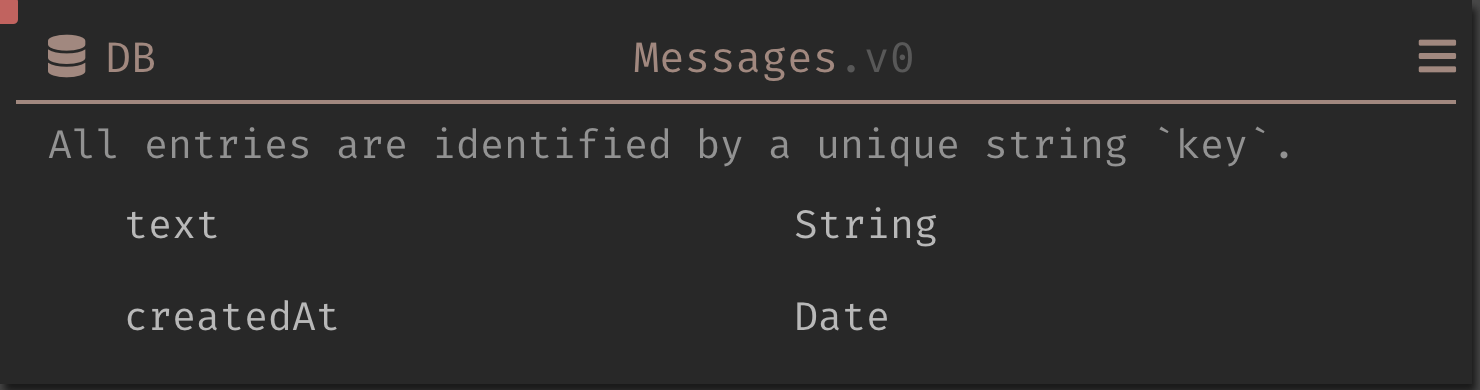 DB Messages.v0
All entries are identified by a unique string `key`.
text String
createdAt Date